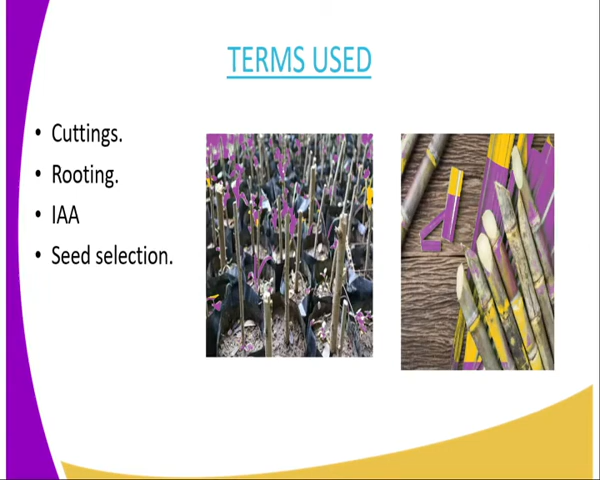 TERMS USED
• Cuttings.
• Rooting.
• IAA
• Seed selection.